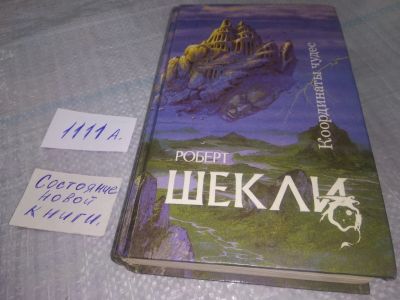 1111 А.
Состояние
новой
книги.
РОБЕРТ
ШЕКЛИ
Координаты чудес